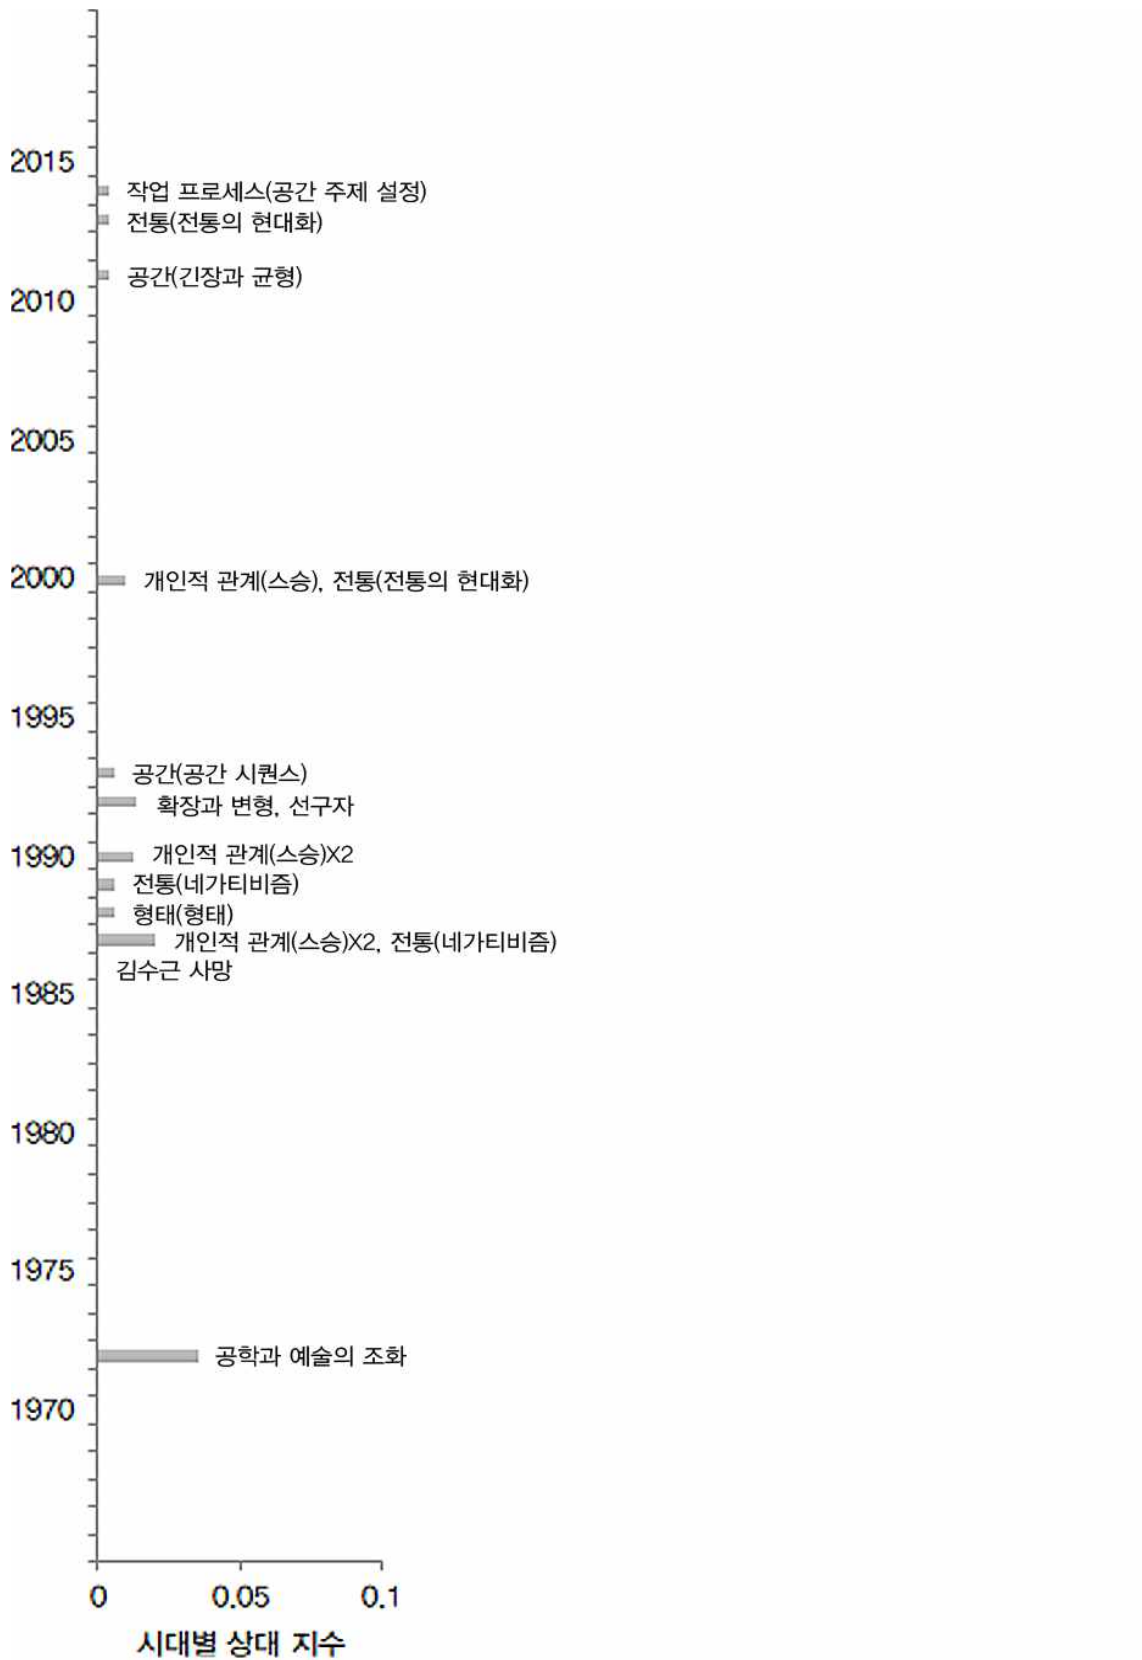 2015
작업 프로세스(공간 주제 설정)
전통(전통의 현대화)
공간(긴장과 균형)
2010
2005
2000
개인적 관계(스승), 전통(전통의 현대화)
1995
공간(공간 시퀀스)
확장과 변형, 선구자
1990
개인적 관계(스승)X2
전통(네가티비즘)
형태(형태)
개인적 관계(스승)X2, 전통(네가티비즘)
김수근 사망
1985
1980
1975
공학과 예술의 조화
1970
0 0.05 0.1
시대별 상대 지수